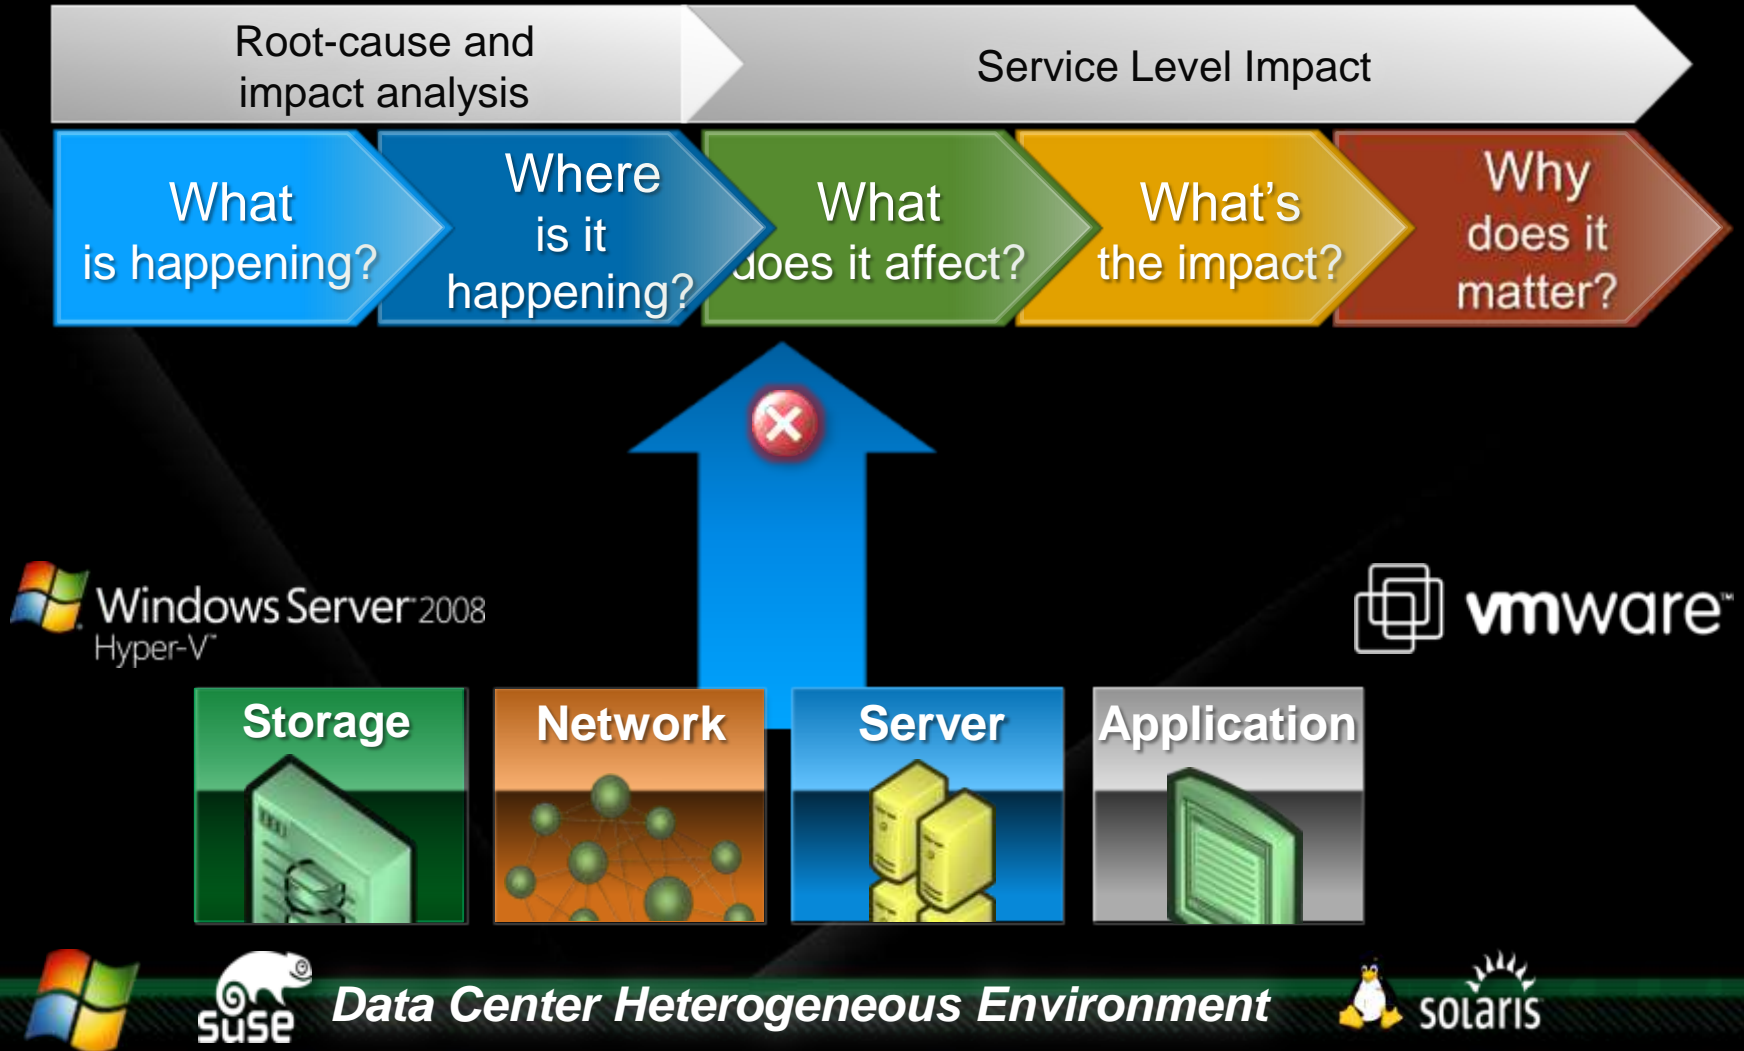 Root-cause and
impact analysis
Service Level Impact
What
is happening?
Where
is it
happening?
What
does it affect?
What's
the impact?
Why
does it
matter?
Windows Server 2008
Hyper-V™
vmware™
Storage
Network
Server
Application
suse
Data Center Heterogeneous Environment
solaris